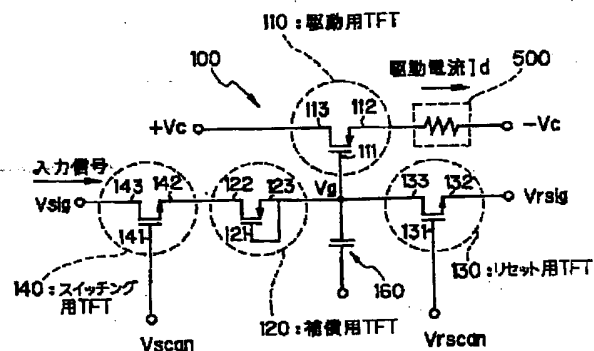 110：駆動用TFT
100
駆動電流Id
500
113
112
+Vc
-Vc
111
入力信号
Vsig
143
142
122
123
Vg
133
132
Vrsig
141
121
131
160
140：スイッチング用TFT
120：補償用TFT
130：リセット用TFT
Vscan
Vrscan